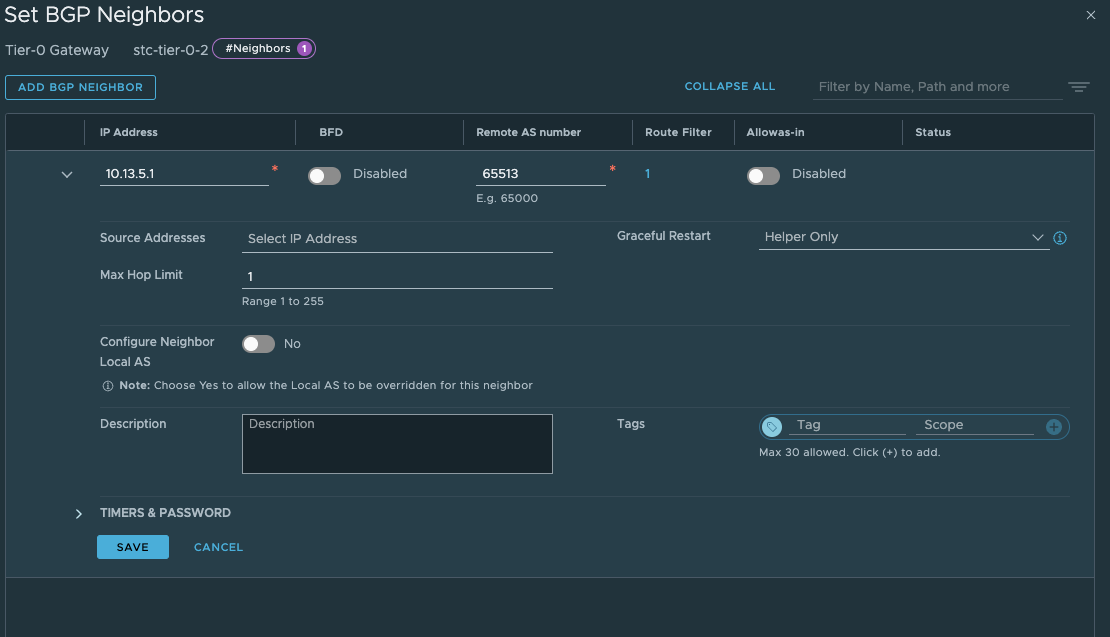 Set BGP Neighbors
Tier-0 Gateway stc-tier-0-2 #Neighbors 1
ADD BGP NEIGHBOR COLLAPSE ALL Filter by Name, Path and more
IP Address BFD Remote AS number Route Filter Allowas-in Status
10.13.5.1 * Disabled 65513 * 1 Disabled
E.g. 65000
Source Addresses Select IP Address Graceful Restart Helper Only
Max Hop Limit 1
Range 1 to 255
Configure Neighbor No
Local AS
Note: Choose Yes to allow the Local AS to be overridden for this neighbor
Description Description Tags Tag Scope
Max 30 allowed. Click (+) to add.
TIMERS & PASSWORD
SAVE CANCEL